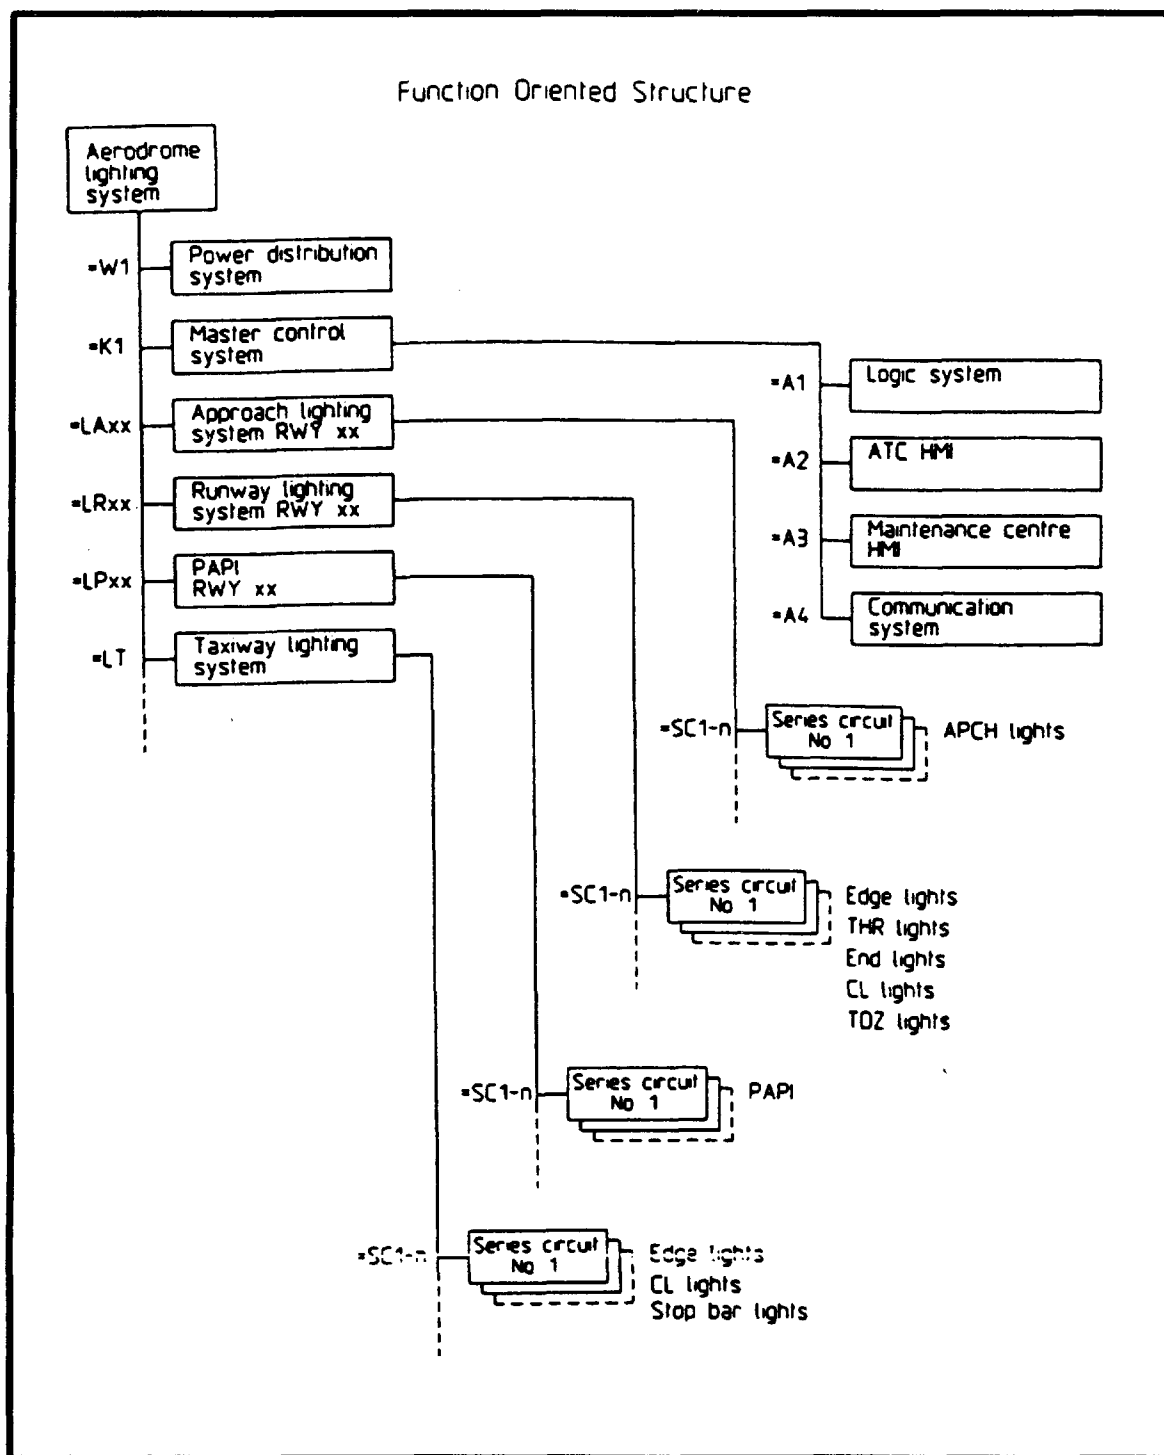 Function Oriented Structure
Aerodrome
lighting
system
=W1
Power distribution
system
=K1
Master control
system
=LAxx
Approach lighting
system RWY xx
=LRxx
Runway lighting
system RWY xx
=LPxx
PAPI
RWY xx
=LT
Taxiway lighting
system
=A1
Logic system
=A2
ATC HMI
=A3
Maintenance centre
HMI
=A4
Communication
system
=SC1-n
Series circuit
No 1
APCH lights
=SC1-n
Series circuit
No 1
Edge lights
THR lights
End lights
CL lights
TDZ lights
=SC1-n
Series circuit
No 1
PAPI
=SC1-n
Series circuit
No 1
Edge lights
CL lights
Stop bar lights